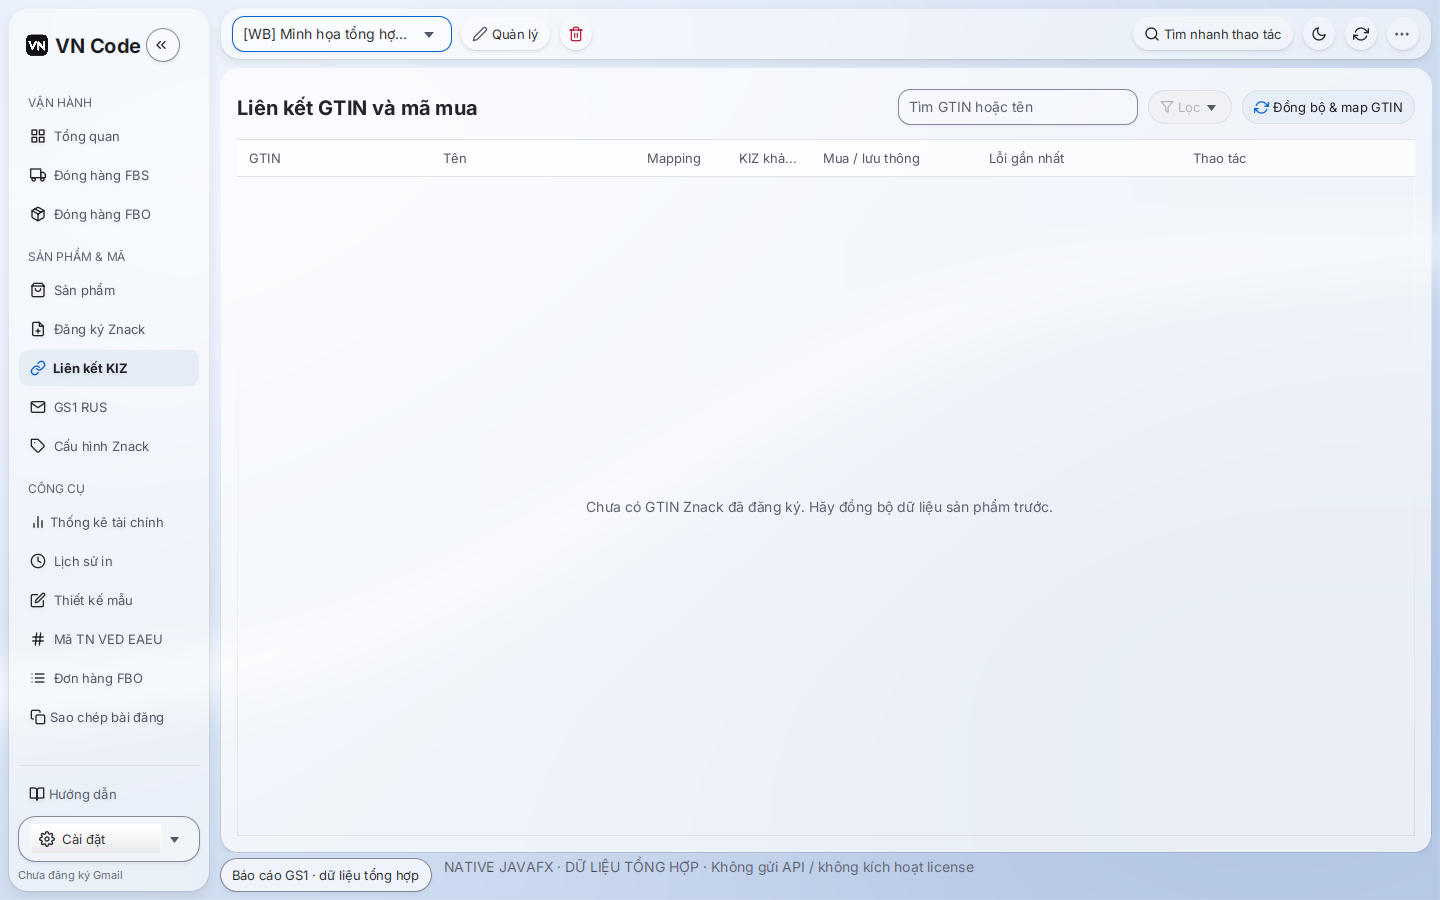 VN VN Code
VẬN HÀNH
Tổng quan
Đóng hàng FBS
Đóng hàng FBO
SẢN PHẨM & MÃ
Sản phẩm
Đăng ký Znack
Liên kết KIZ
GS1 RUS
Cấu hình Znack
CÔNG CỤ
Thống kê tài chính
Lịch sử in
Thiết kế mẫu
Mã TN VED EAEU
Đơn hàng FBO
Sao chép bài đăng
Hướng dẫn
Cài đặt
Chưa đăng ký Gmail
[WB] Minh họa tổng hợ... Quản lý Tìm nhanh thao tác
Liên kết GTIN và mã mua Tìm GTIN hoặc tên Lọc Đồng bộ & map GTIN
GTIN Tên Mapping KIZ khả... Mua / lưu thông Lỗi gần nhất Thao tác
Chưa có GTIN Znack đã đăng ký. Hãy đồng bộ dữ liệu sản phẩm trước.
Báo cáo GS1 · dữ liệu tổng hợp NATIVE JAVAFX · DỮ LIỆU TỔNG HỢP · Không gửi API / không kích hoạt license